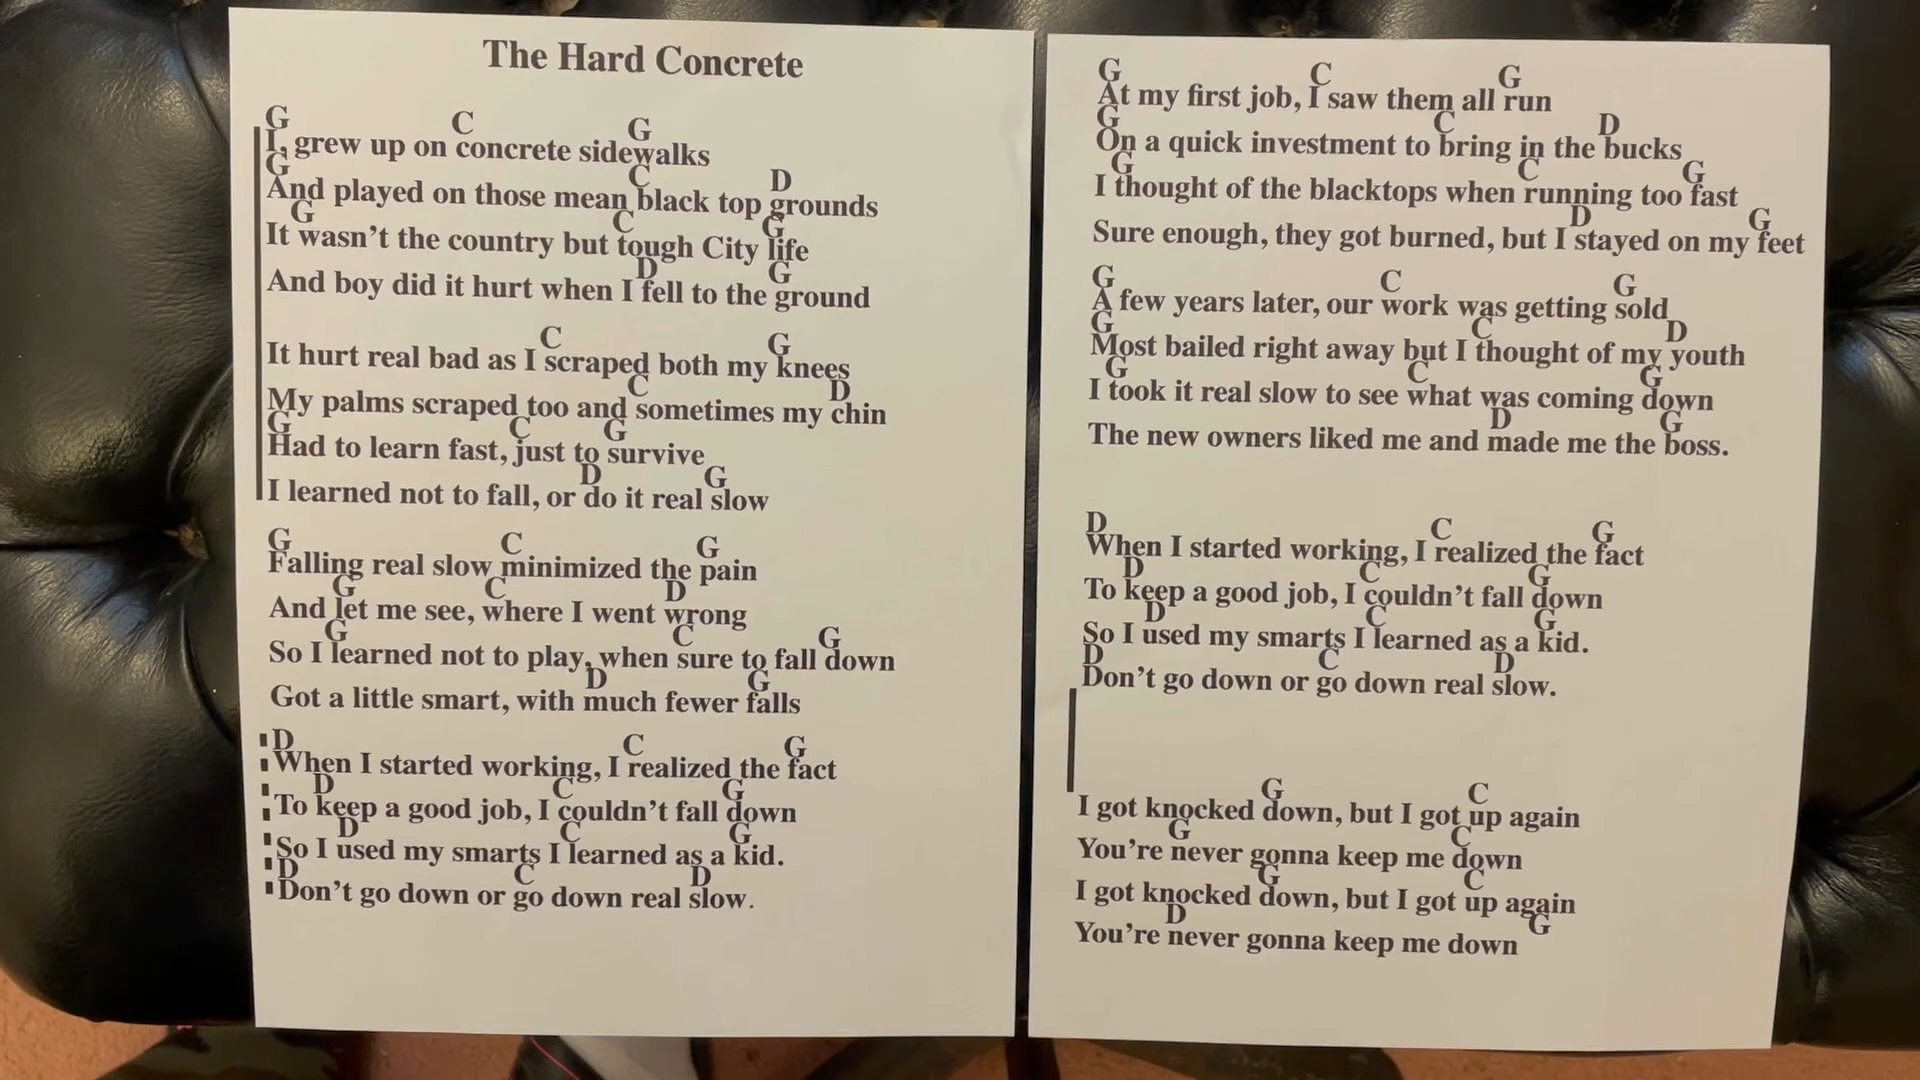 The Hard Concrete
G C G
I, grew up on concrete sidewalks
G C D
And played on those mean black top grounds
G C G
It wasn't the country but tough City life
D G
And boy did it hurt when I fell to the ground
C G
It hurt real bad as I scraped both my knees
C D
My palms scraped too and sometimes my chin
G C G
Had to learn fast, just to survive
D G
I learned not to fall, or do it real slow
G C G
Falling real slow minimized the pain
G C D
And let me see, where I went wrong
G C G
So I learned not to play, when sure to fall down
D G
Got a little smart, with much fewer falls
D C G
When I started working, I realized the fact
D C G
To keep a good job, I couldn't fall down
D C G
So I used my smarts I learned as a kid.
D C D
Don't go down or go down real slow.
G C G
At my first job, I saw them all run
G C D
On a quick investment to bring in the bucks
G C G
I thought of the blacktops when running too fast
D G
Sure enough, they got burned, but I stayed on my feet
G C G
A few years later, our work was getting sold
G C D
Most bailed right away but I thought of my youth
G C G
I took it real slow to see what was coming down
D G
The new owners liked me and made me the boss.
D C G
When I started working, I realized the fact
D C G
To keep a good job, I couldn't fall down
D C G
So I used my smarts I learned as a kid.
D C D
Don't go down or go down real slow.
G C
I got knocked down, but I got up again
G C
You're never gonna keep me down
G C
I got knocked down, but I got up again
D G
You're never gonna keep me down